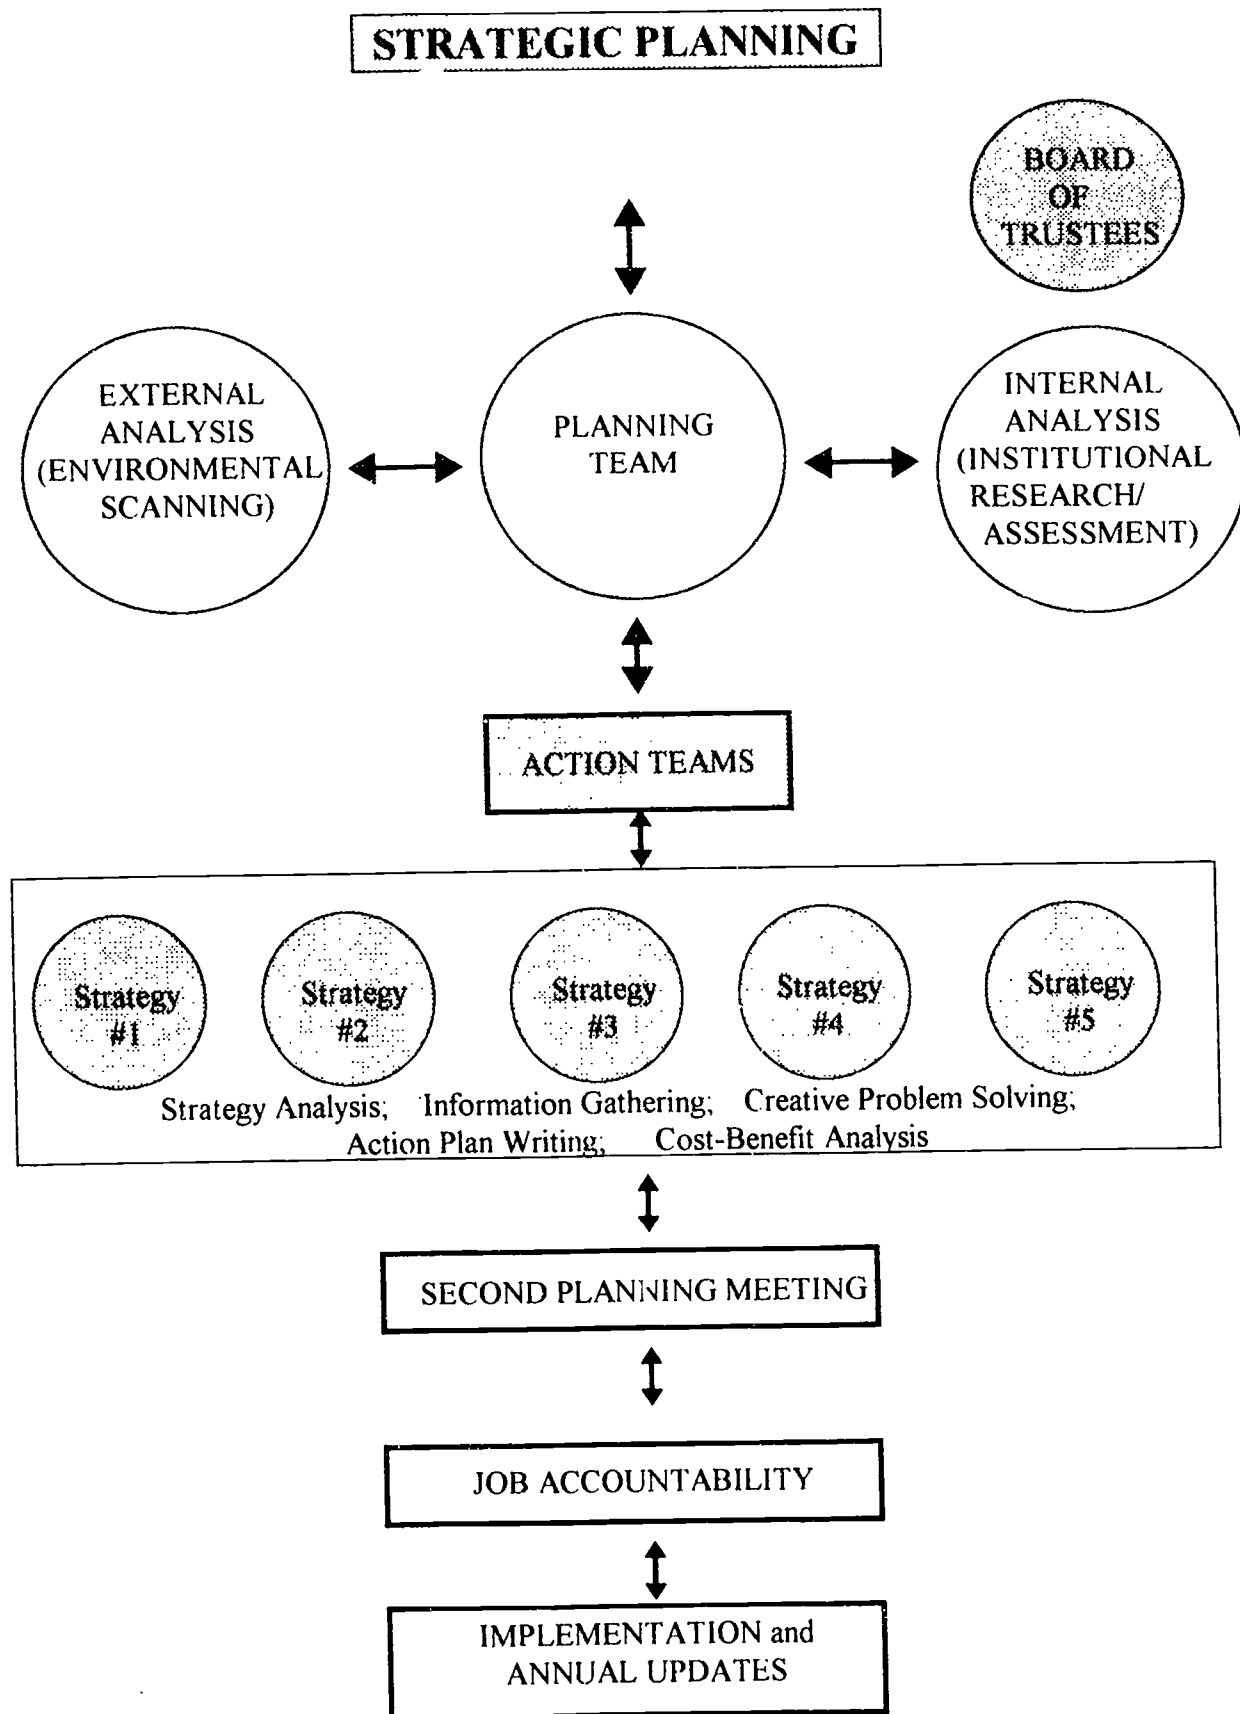 STRATEGIC PLANNING
BOARD
OF
TRUSTEES
EXTERNAL
ANALYSIS
(ENVIRONMENTAL
SCANNING)
PLANNING
TEAM
INTERNAL
ANALYSIS
(INSTITUTIONAL
RESEARCH/
ASSESSMENT)
ACTION TEAMS
Strategy
#1
Strategy
#2
Strategy
#3
Strategy
#4
Strategy
#5
Strategy Analysis; Information Gathering; Creative Problem Solving;
Action Plan Writing; Cost-Benefit Analysis
SECOND PLANNING MEETING
JOB ACCOUNTABILITY
IMPLEMENTATION and
ANNUAL UPDATES